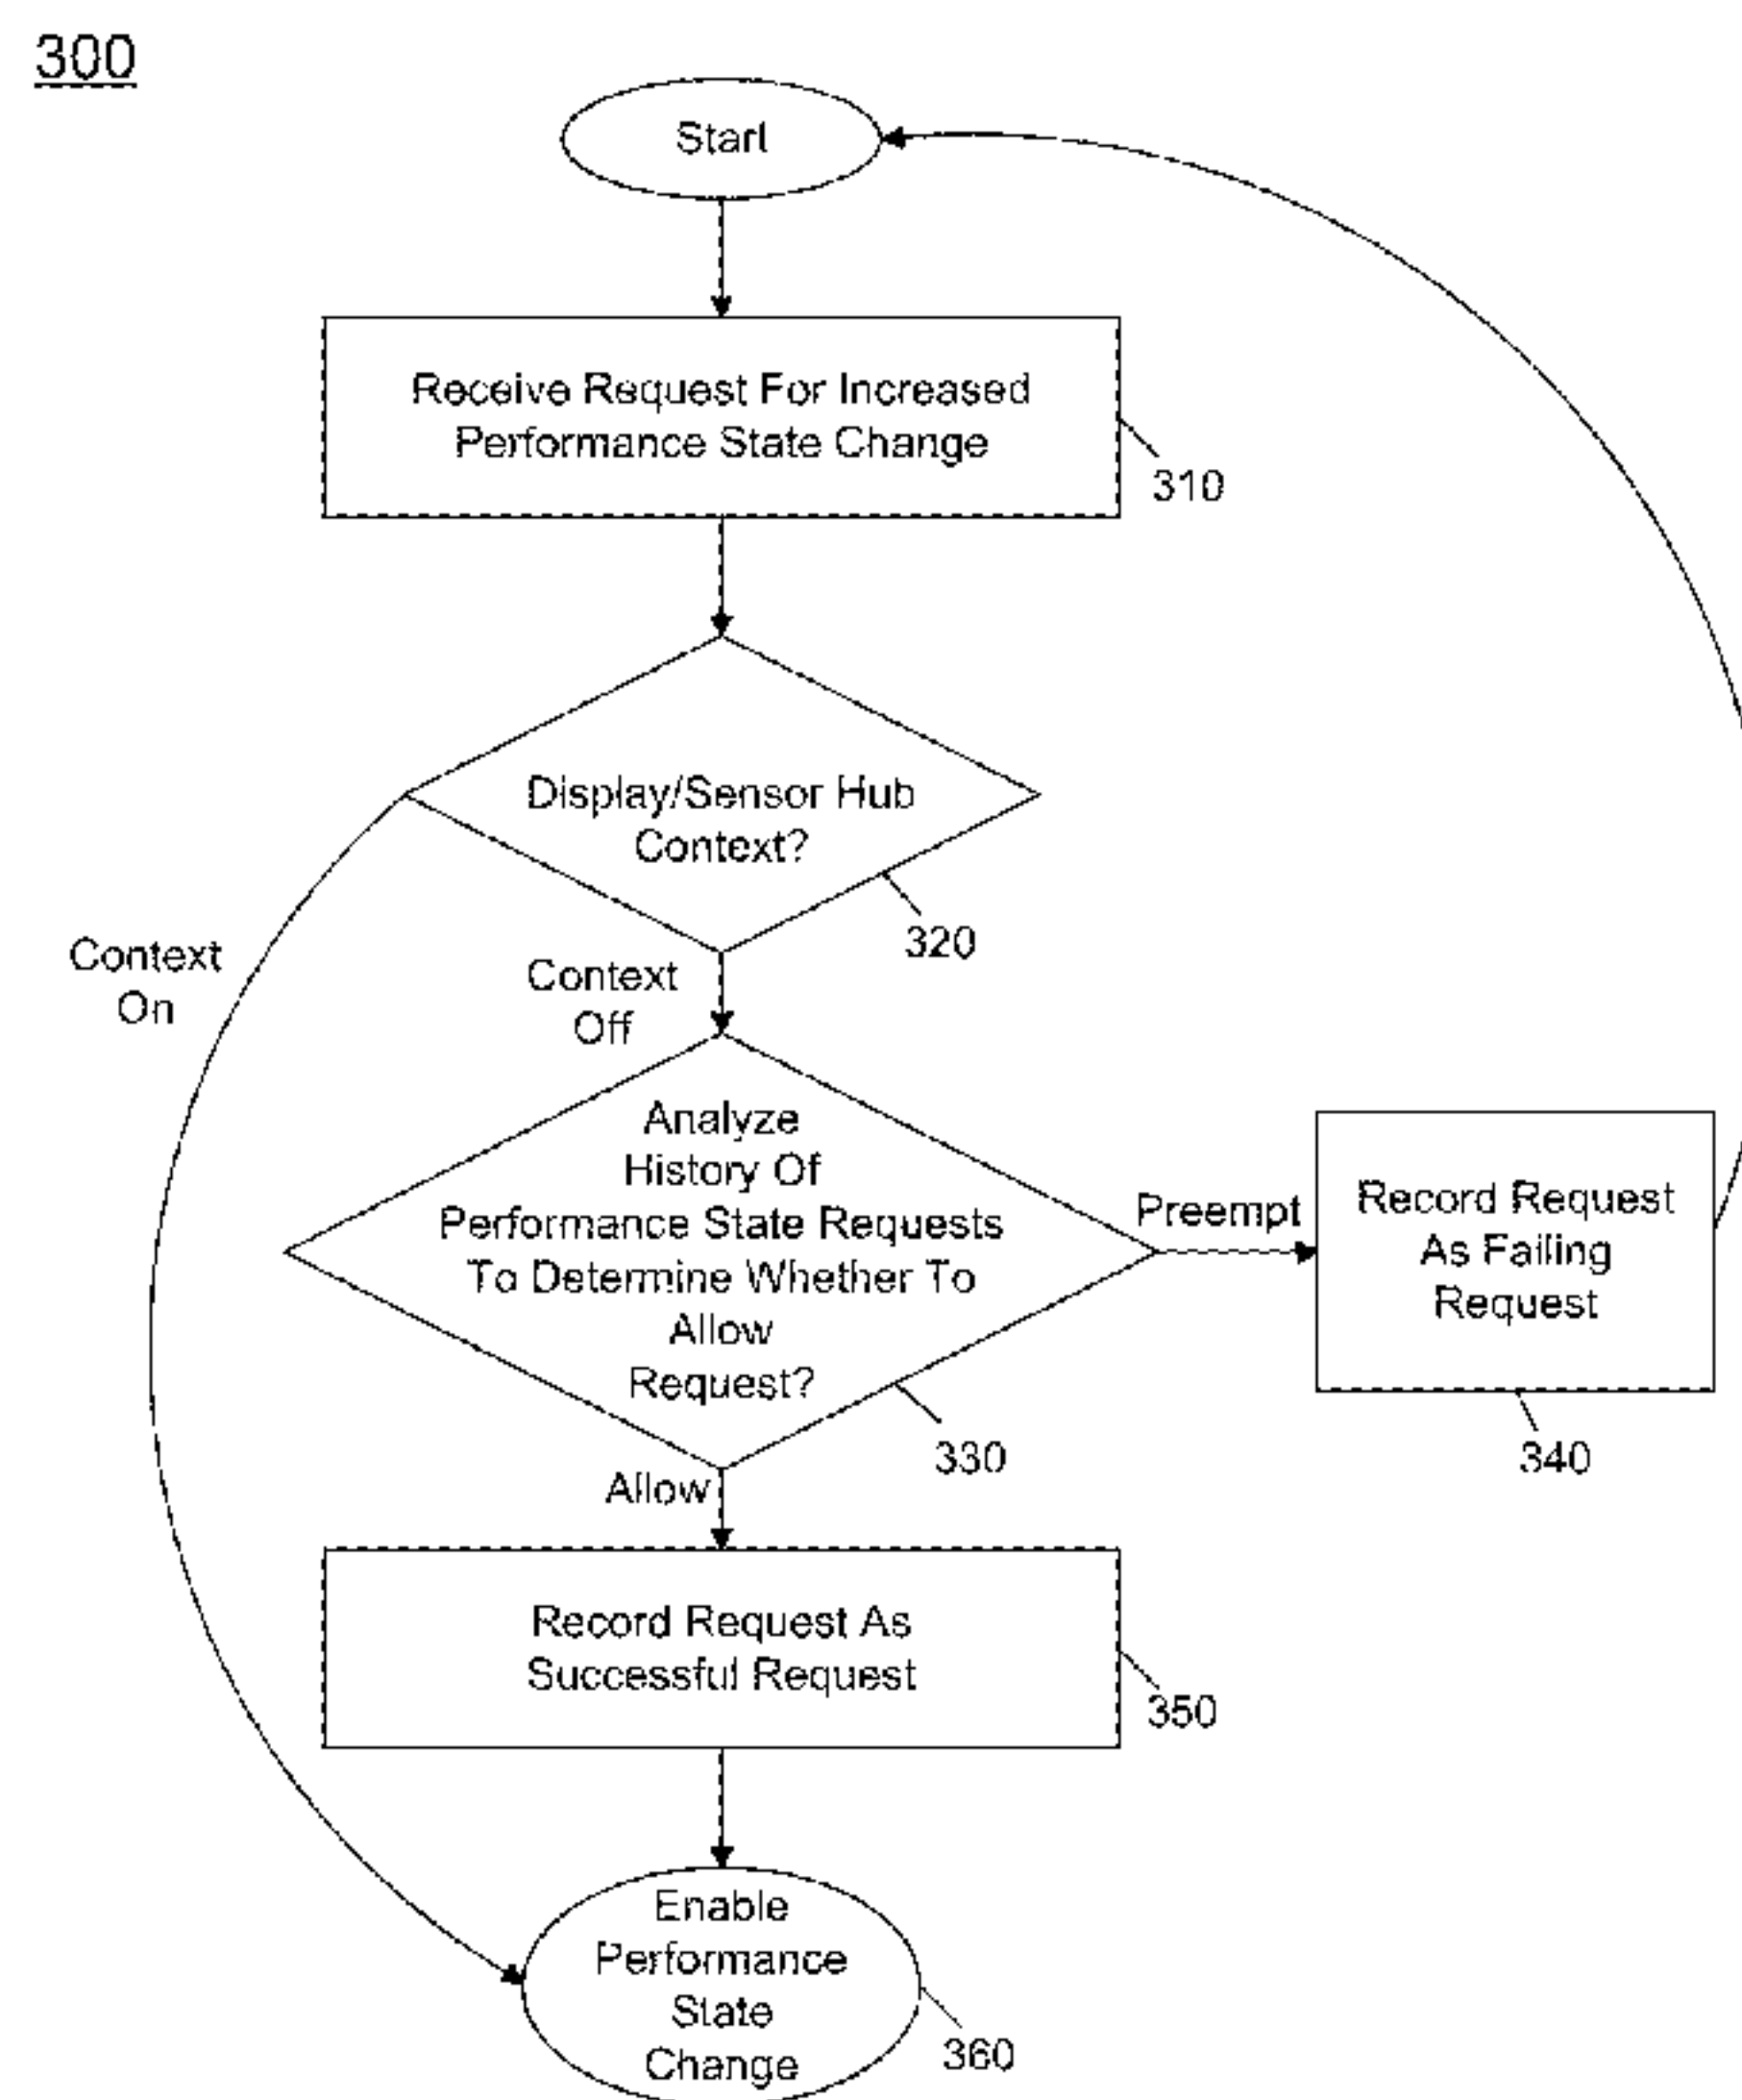 300
Start
Receive Request For Increased
Performance State Change
310
Display/Sensor Hub
Context?
320
Context
On
Context
Off
Analyze
History Of
Performance State Requests
To Determine Whether To
Allow
Request?
330
Preempt
Record Request
As Failing
Request
340
Allow
Record Request As
Successful Request
350
Enable
Performance
State
Change
360